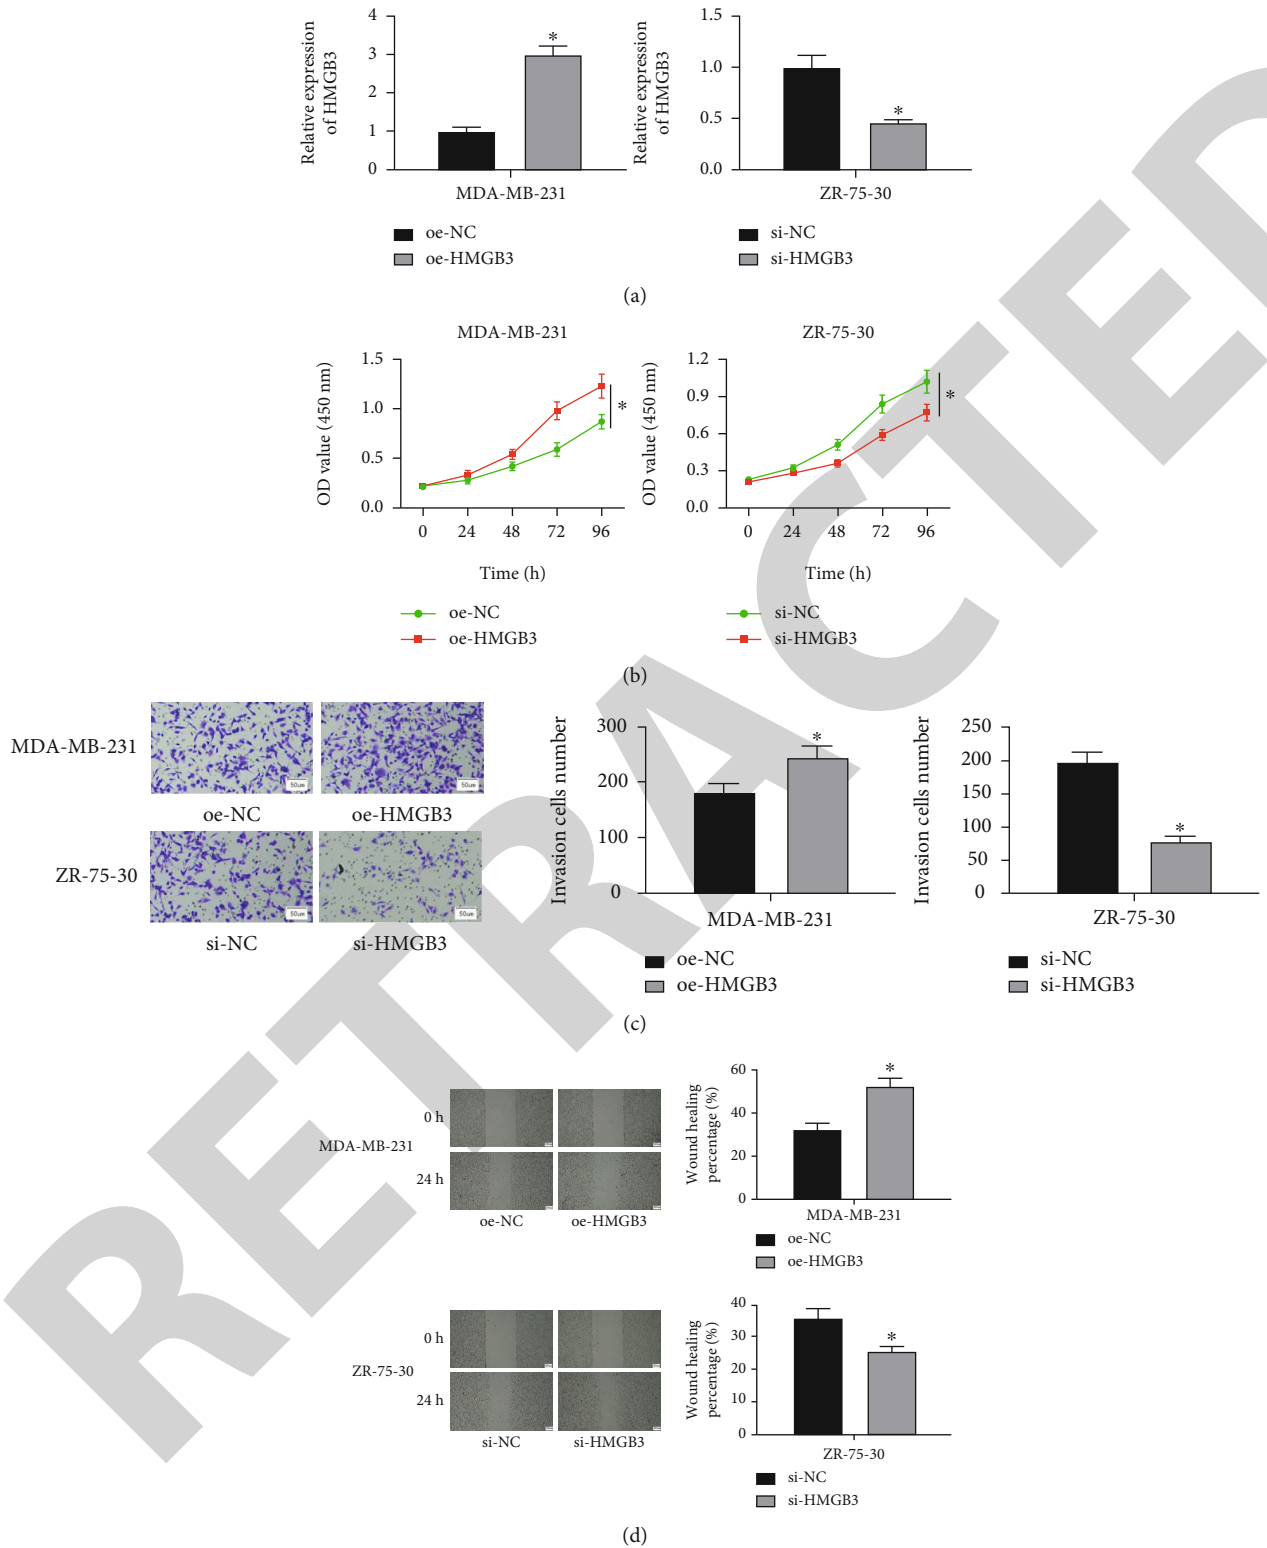 RETRACTED
Relative expression
of HMGB3
4
3
2
1
0
*
MDA-MB-231
oe-NC
oe-HMGB3
Relative expression
of HMGB3
1.5
1.0
0.5
0.0
*
ZR-75-30
si-NC
si-HMGB3
(a)
MDA-MB-231
OD value (450 nm)
1.5
1.0
0.5
0.0
*
0 24 48 72 96
Time (h)
oe-NC
oe-HMGB3
ZR-75-30
OD value (450 nm)
1.2
0.9
0.6
0.3
0.0
*
0 24 48 72 96
Time (h)
si-NC
si-HMGB3
(b)
MDA-MB-231
50um
50um
oe-NC oe-HMGB3
ZR-75-30
50um
50um
si-NC si-HMGB3
Invasion cells number
300
200
100
0
*
MDA-MB-231
oe-NC
oe-HMGB3
Invasion cells number
250
200
150
100
50
0
*
ZR-75-30
si-NC
si-HMGB3
(c)
MDA-MB-231
0 h
24 h
oe-NC oe-HMGB3
Wound healing
percentage (%)
60
40
20
0
*
MDA-MB-231
oe-NC
oe-HMGB3
ZR-75-30
0 h
24 h
si-NC si-HMGB3
Wound healing
percentage (%)
40
30
20
10
0
*
ZR-75-30
si-NC
si-HMGB3
(d)